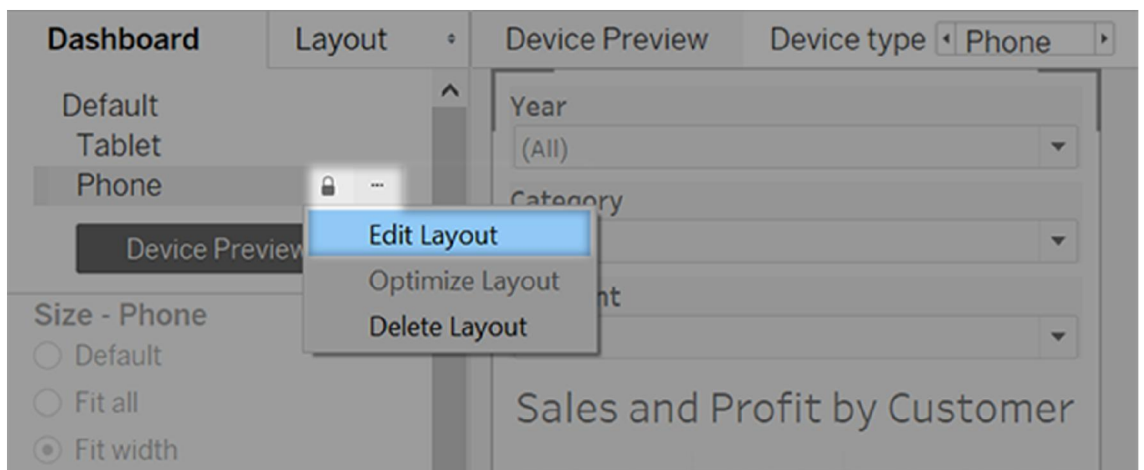 Dashboard Layout Device Preview Device type Phone
Default
Tablet
Phone
Device Preview
Size - Phone
Default
Fit all
Fit width
Edit Layout
Optimize Layout
Delete Layout
Year
(All)
Category
nt
Sales and Profit by Customer